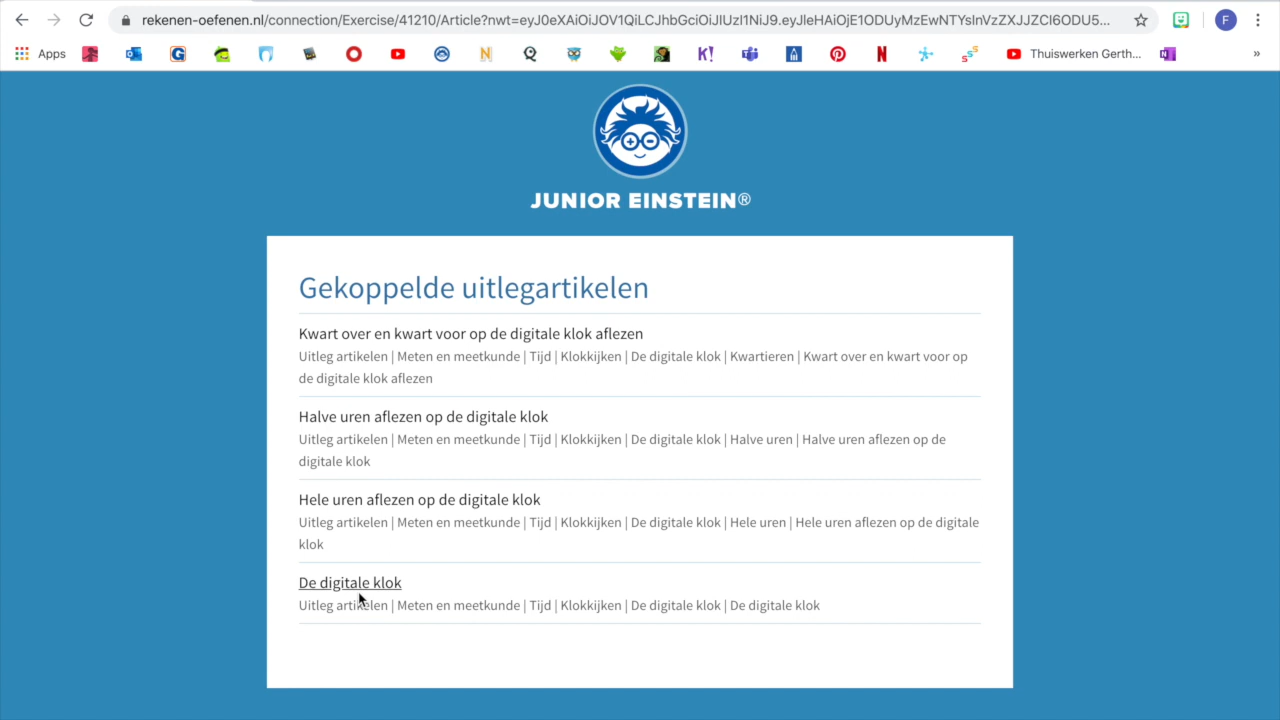 rekenen-oefenen.nl/connection/Exercise/41210/Article?nwt=eyJ0eXAiOiJOV1QiLCJhbGciOiJIUzI1NiJ9.eyJleHAiOjE1ODUyMzEwNTYsInVzZXJJZCI6ODU5...
F
Apps
G
N
K!
N
sss
Thuiswerken Gerth...
N
»
JUNIOR EINSTEIN®
Gekoppelde uitlegartikelen
Kwart over en kwart voor op de digitale klok aflezen
Uitleg artikelen | Meten en meetkunde | Tijd | Klokkijken | De digitale klok | Kwartieren | Kwart over en kwart voor op
de digitale klok aflezen
Halve uren aflezen op de digitale klok
Uitleg artikelen | Meten en meetkunde | Tijd | Klokkijken | De digitale klok | Halve uren | Halve uren aflezen op de
digitale klok
Hele uren aflezen op de digitale klok
Uitleg artikelen | Meten en meetkunde | Tijd | Klokkijken | De digitale klok | Hele uren | Hele uren aflezen op de digitale
klok
De digitale klok
Uitleg artikelen | Meten en meetkunde | Tijd | Klokkijken | De digitale klok | De digitale klok